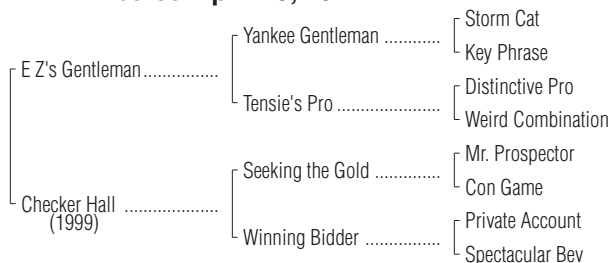 Storm Cat
Yankee Gentleman ............
Key Phrase
E Z's Gentleman ................
Distinctive Pro
Tensie's Pro ......................
Weird Combination
Mr. Prospector
Seeking the Gold ..............
Con Game
Checker Hall ....................
(1999)
Private Account
Winning Bidder ................
Spectacular Bev